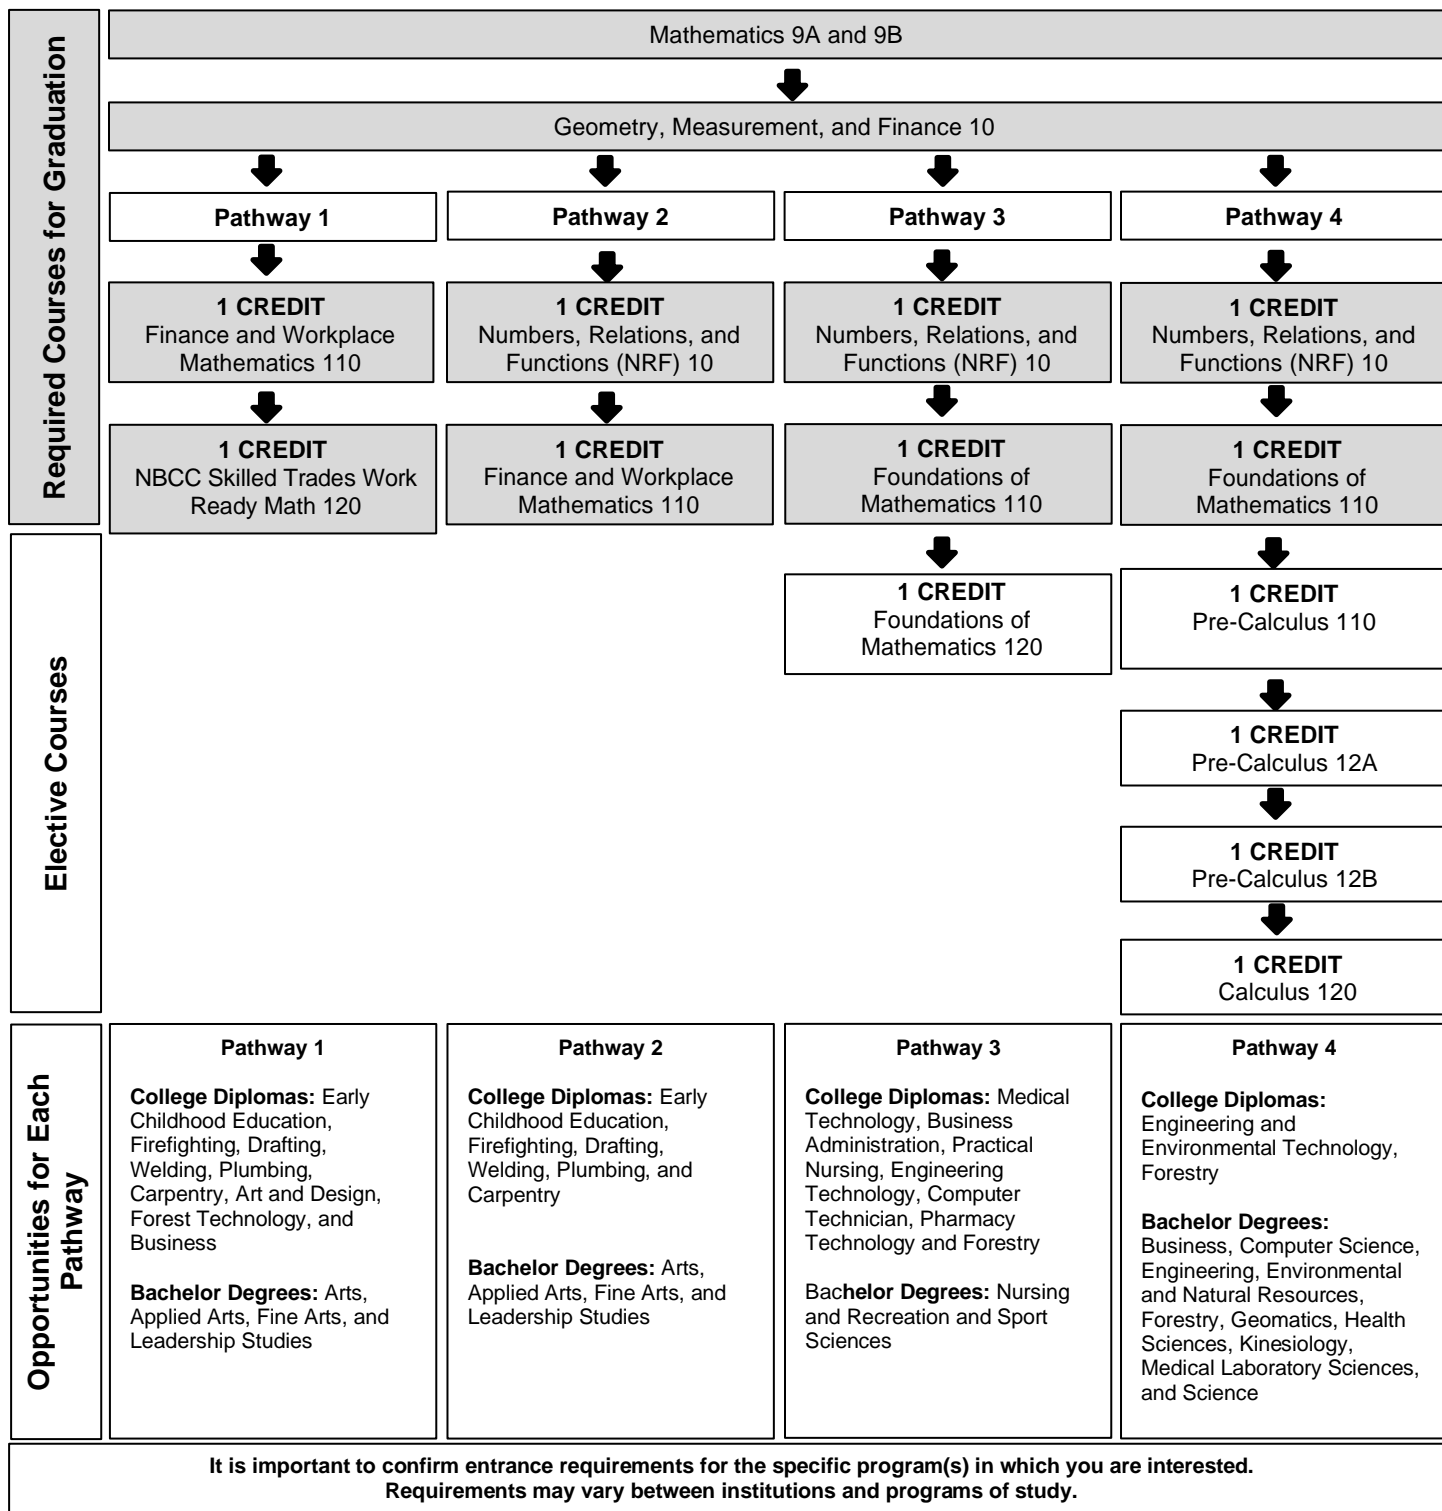 Required Courses for Graduation
Mathematics 9A and 9B
Geometry, Measurement, and Finance 10
Pathway 1
Pathway 2
Pathway 3
Pathway 4
1 CREDIT
Finance and Workplace
Mathematics 110
1 CREDIT
Numbers, Relations, and
Functions (NRF) 10
1 CREDIT
Numbers, Relations, and
Functions (NRF) 10
1 CREDIT
Numbers, Relations, and
Functions (NRF) 10
1 CREDIT
NBCC Skilled Trades Work
Ready Math 120
1 CREDIT
Finance and Workplace
Mathematics 110
1 CREDIT
Foundations of
Mathematics 110
1 CREDIT
Foundations of
Mathematics 110
Elective Courses
1 CREDIT
Foundations of
Mathematics 120
1 CREDIT
Pre-Calculus 110
1 CREDIT
Pre-Calculus 12A
1 CREDIT
Pre-Calculus 12B
1 CREDIT
Calculus 120
Opportunities for Each
Pathway
Pathway 1
College Diplomas: Early
Childhood Education,
Firefighting, Drafting,
Welding, Plumbing,
Carpentry, Art and Design,
Forest Technology, and
Business
Bachelor Degrees: Arts,
Applied Arts, Fine Arts, and
Leadership Studies
Pathway 2
College Diplomas: Early
Childhood Education,
Firefighting, Drafting,
Welding, Plumbing, and
Carpentry
Bachelor Degrees: Arts,
Applied Arts, Fine Arts, and
Leadership Studies
Pathway 3
College Diplomas: Medical
Technology, Business
Administration, Practical
Nursing, Engineering
Technology, Computer
Technician, Pharmacy
Technology and Forestry
Bachelor Degrees: Nursing
and Recreation and Sport
Sciences
Pathway 4
College Diplomas:
Engineering and
Environmental Technology,
Forestry
Bachelor Degrees:
Business, Computer Science,
Engineering, Environmental
and Natural Resources,
Forestry, Geomatics, Health
Sciences, Kinesiology,
Medical Laboratory Sciences,
and Science
It is important to confirm entrance requirements for the specific program(s) in which you are interested.
Requirements may vary between institutions and programs of study.